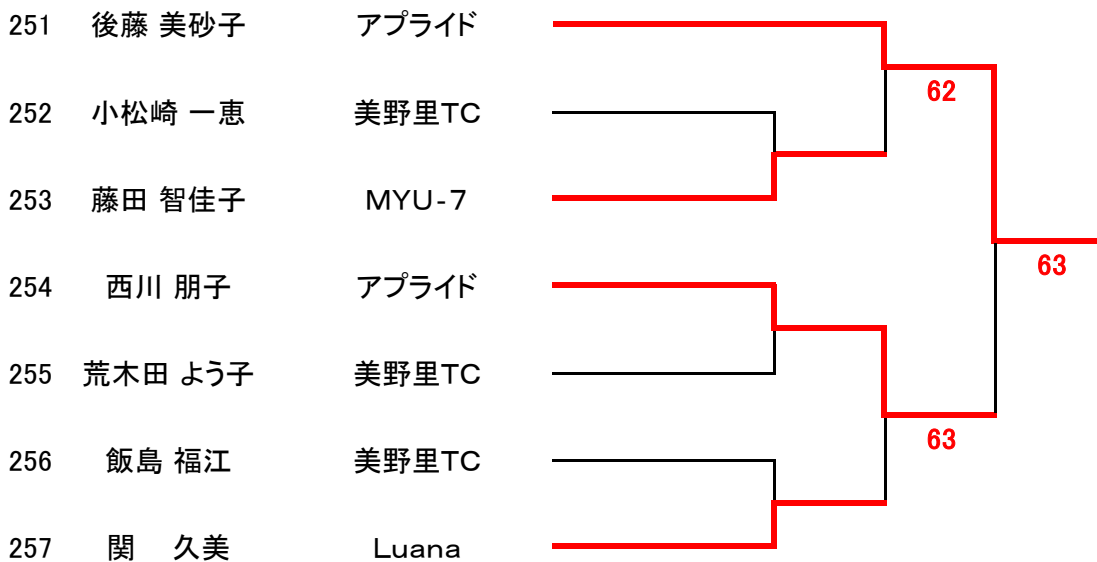 251 後藤 美砂子 アプライド
62
252 小松崎 一恵 美野里TC
253 藤田 智佳子 MYU-7
63
254 西川 朋子 アプライド
255 荒木田 よう子 美野里TC
63
256 飯島 福江 美野里TC
257 関 久美 Luana